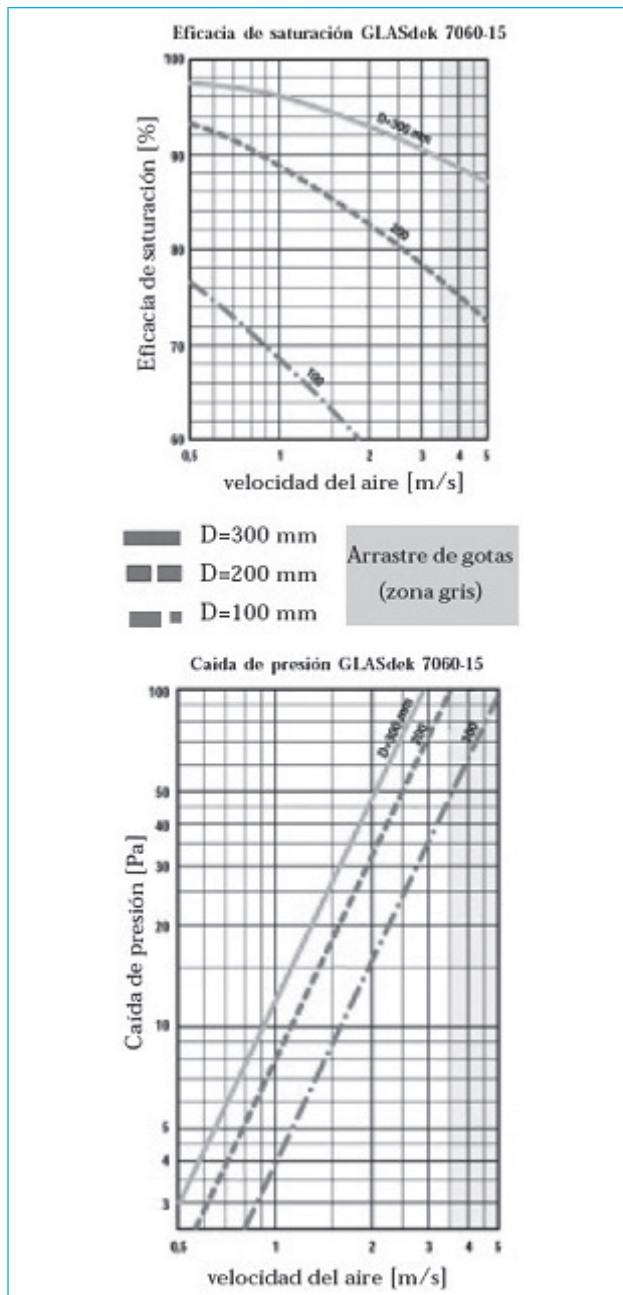 Eficacia de saturación GLASdek 7060-15
Eficacia de saturación [%]
100
90
80
70
60
D=300 mm
200
100
0,5 1 2 3 4 5
velocidad del aire [m/s]
D=300 mm
D=200 mm
D=100 mm
Arrastre de gotas
(zona gris)
Caida de presión GLASdek 7060-15
Caída de presión [Pa]
100
50
40
30
20
10
5
4
3
D=300 mm
200
100
0,5 1 2 3 4 5
velocidad del aire [m/s]